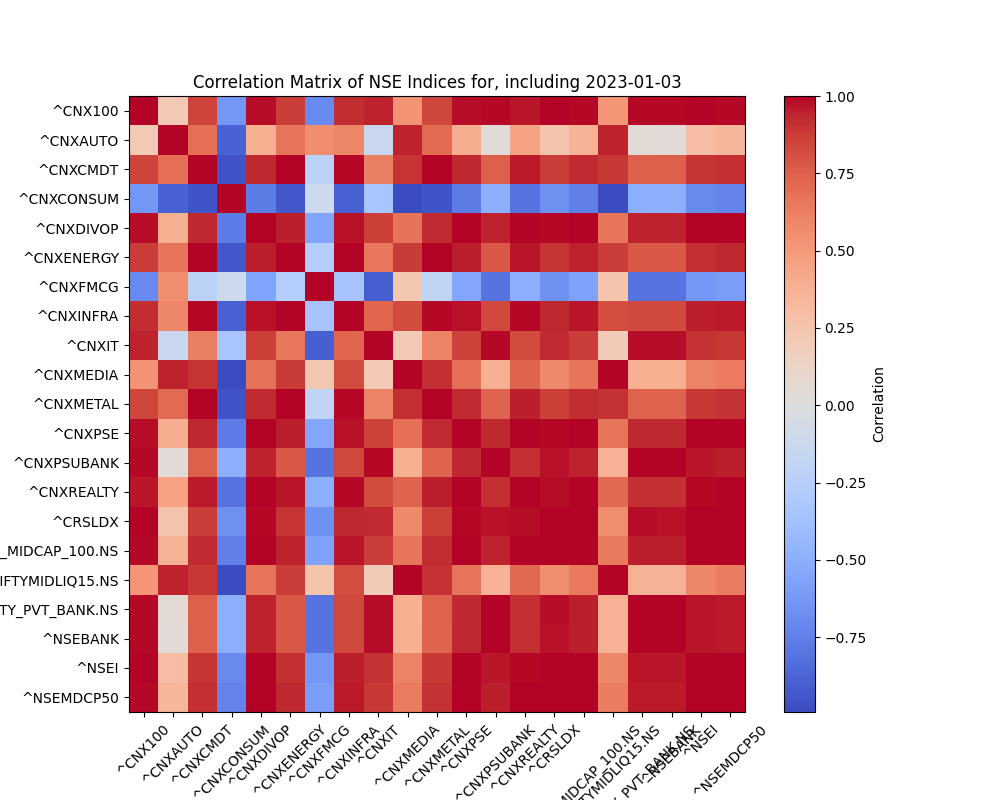 Correlation Matrix of NSE Indices for, including 2023-01-03
^CNX100
^CNXAUTO
^CNXCMDT
^CNXCONSUM
^CNXDIVOP
^CNXENERGY
^CNXFMCG
^CNXINFRA
^CNXIT
^CNXMEDIA
^CNXMETAL
^CNXPSE
^CNXPSUBANK
^CNXREALTY
^CRSLDX
_MIDCAP_100.NS
IFTYMIDLIQ15.NS
TY_PVT_BANK.NS
^NSEBANK
^NSEI
^NSEMDCP50
^CNX100
^CNXAUTO
^CNXCMDT
^CNXCONSUM
^CNXDIVOP
^CNXENERGY
^CNXFMCG
^CNXINFRA
^CNXIT
^CNXMEDIA
^CNXMETAL
^CNXPSE
^CNXPSUBANK
^CNXREALTY
^CRSLDX
MIDCAP_100.NS
TYMIDLIQ15.NS
PVT_BANK.NS
^NSEBANK
^NSEI
^NSEMDCP50
1.00
0.75
0.50
0.25
0.00
−0.25
−0.50
−0.75
Correlation